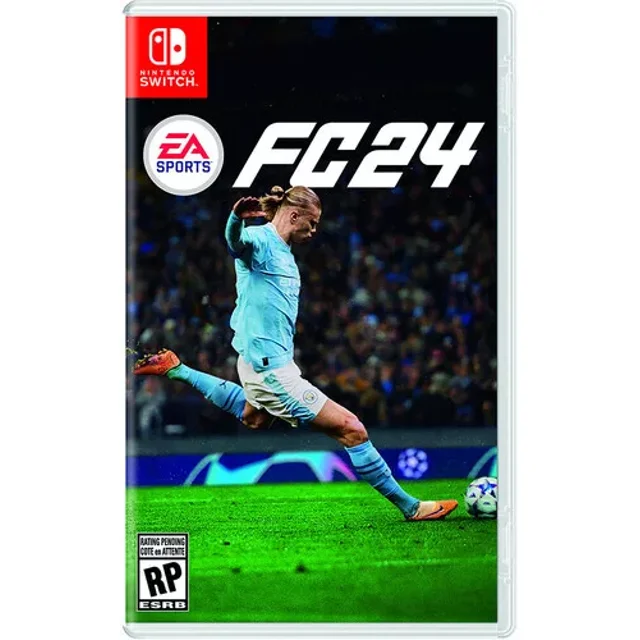 NINTENDO
SWITCH.
EA
SPORTS
FC24
RATING PENDING
COTE en ATTENTE
RP
ESRB